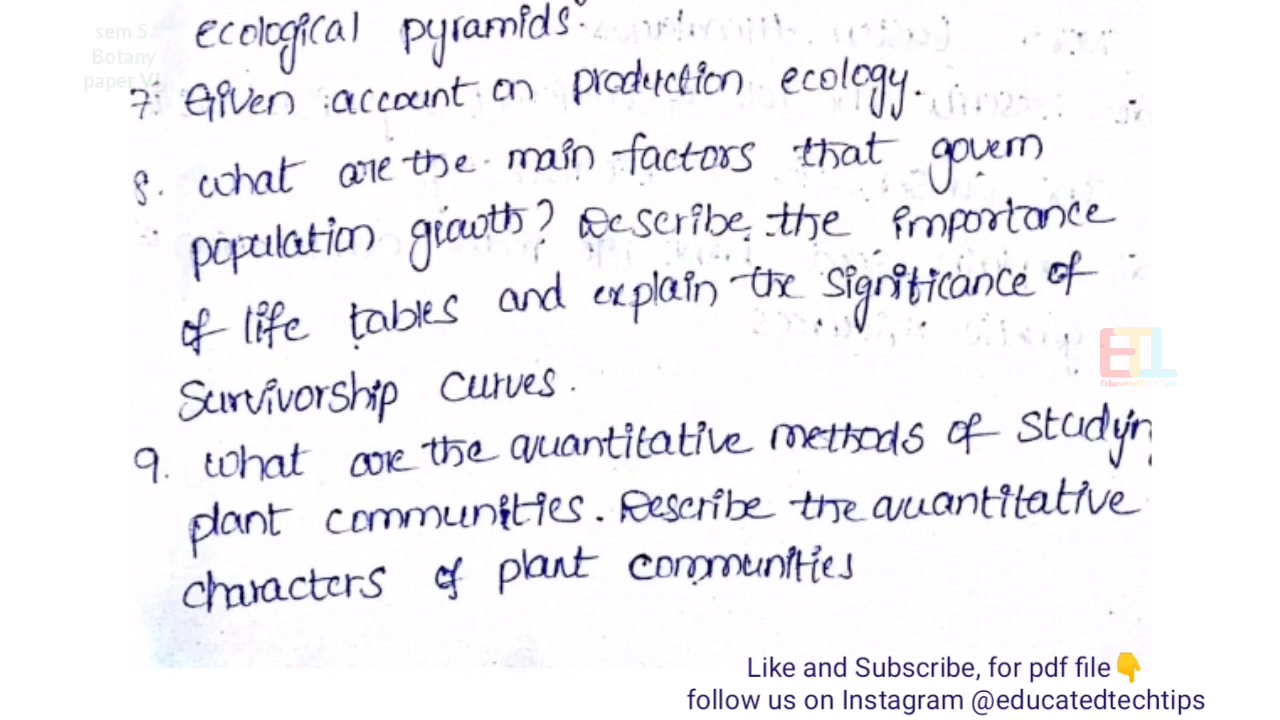 sem 5
Botany
paper VI
ecological pyramids.
7. Given account on production ecology.
8. what are the main factors that govern
population growth? Describe the importance
of life tables and explain the significance of
Survivorship Curves.
9. what are the quantitative methods of studyin
plant communities. Describe the quantitative
characters of plant communities
ETL
EducatedTechTips
Like and Subscribe, for pdf file👇
follow us on Instagram @educatedtechtips